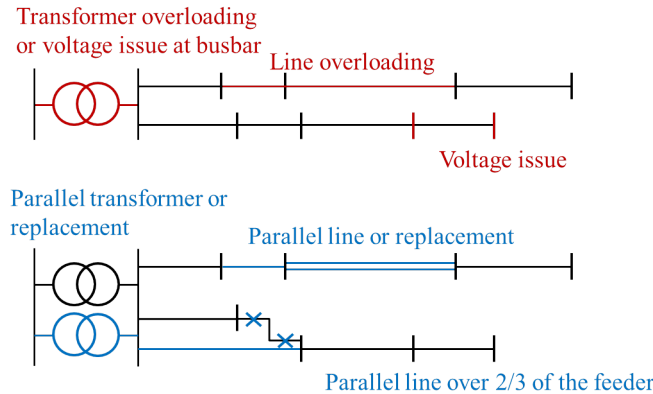 Transformer overloading
or voltage issue at busbar
Line overloading
Voltage issue
Parallel transformer or
replacement
Parallel line or replacement
Parallel line over 2/3 of the feeder